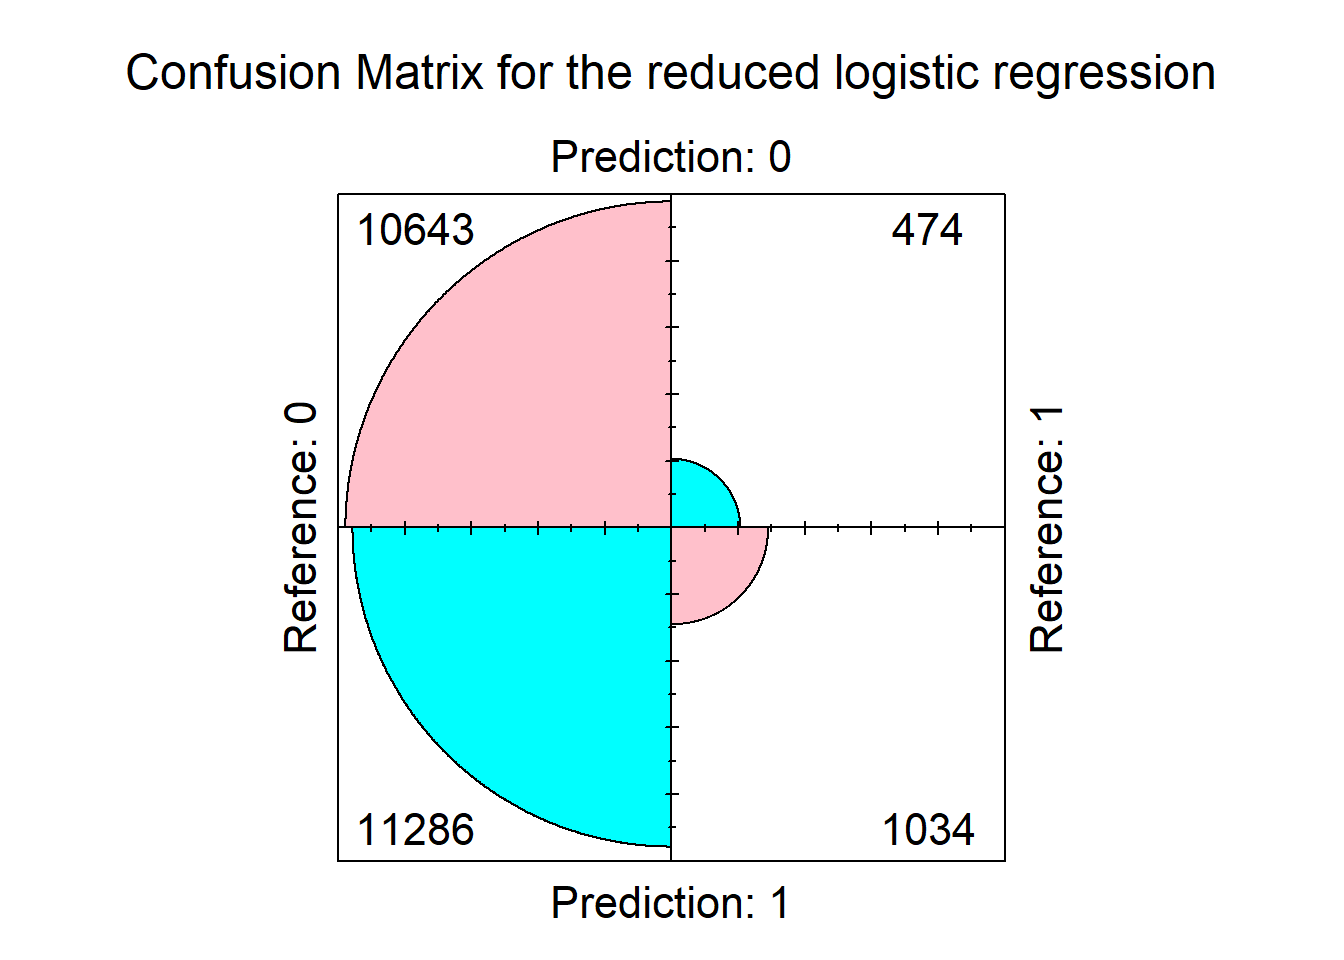 Confusion Matrix for the reduced logistic regression
Prediction: 0
10643
474
Reference: 0
Reference: 1
11286
1034
Prediction: 1